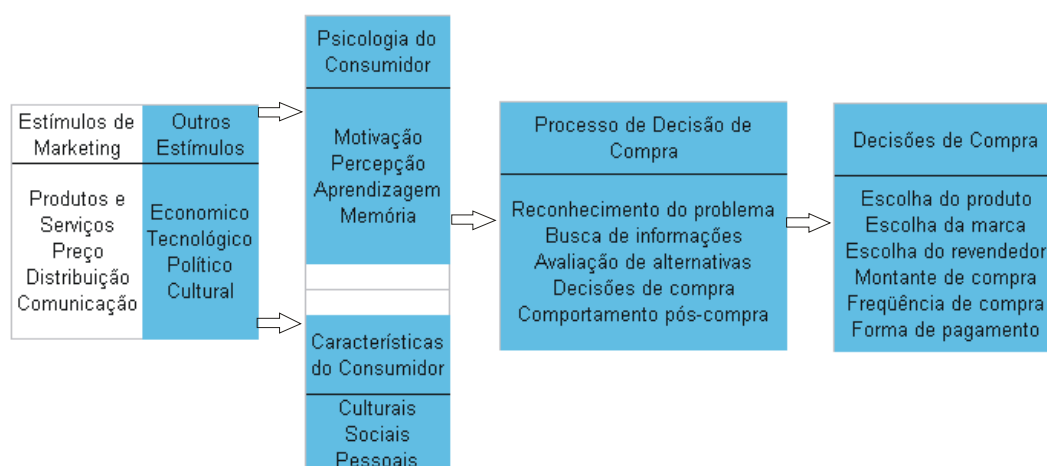 Estímulos de
Marketing
Produtos e
Serviços
Preço
Distribuição
Comunicação
Outros
Estímulos
Economico
Tecnológico
Político
Cultural
Psicologia do
Consumidor
Motivação
Percepção
Aprendizagem
Memória
Características
do Consumidor
Culturais
Sociais
Pessoais
Processo de Decisão de
Compra
Reconhecimento do problema
Busca de informações
Avaliação de alternativas
Decisões de compra
Comportamento pós-compra
Decisões de Compra
Escolha do produto
Escolha da marca
Escolha do revendedor
Montante de compra
Freqüência de compra
Forma de pagamento